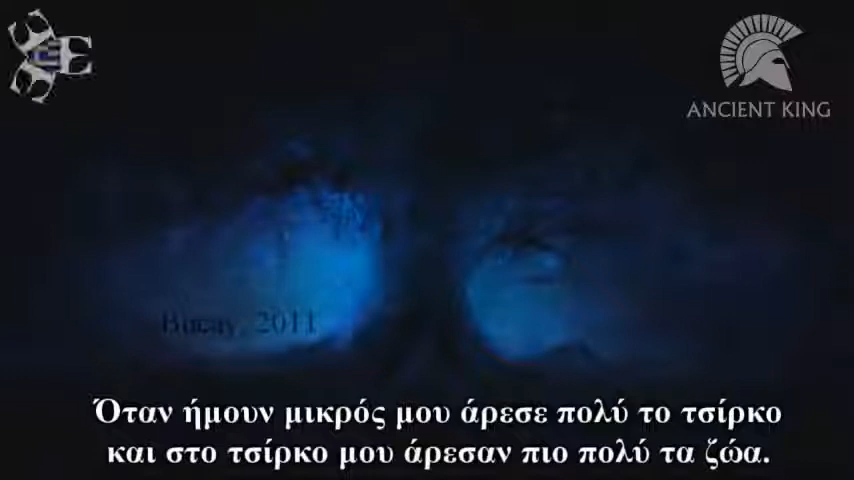 ANCIENT KING
Bucay, 2011
Όταν ήμουν μικρός μου άρεσε πολύ το τσίρκο
και στο τσίρκο μου άρεσαν πιο πολύ τα ζώα.